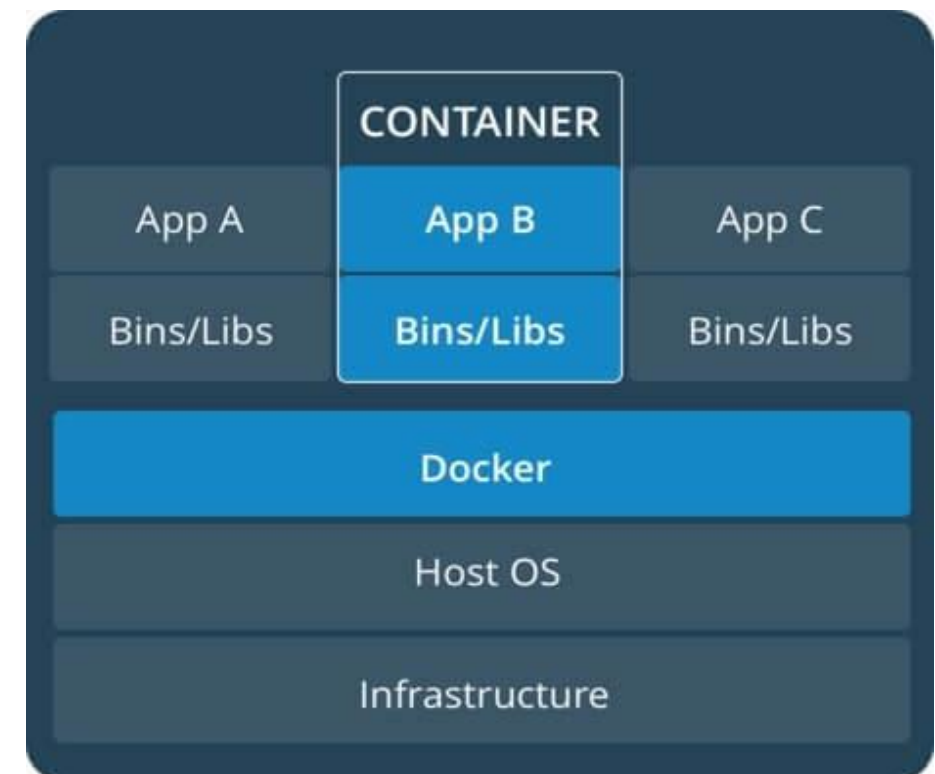 CONTAINER
App A
App B
App C
Bins/Libs
Bins/Libs
Bins/Libs
Docker
Host OS
Infrastructure